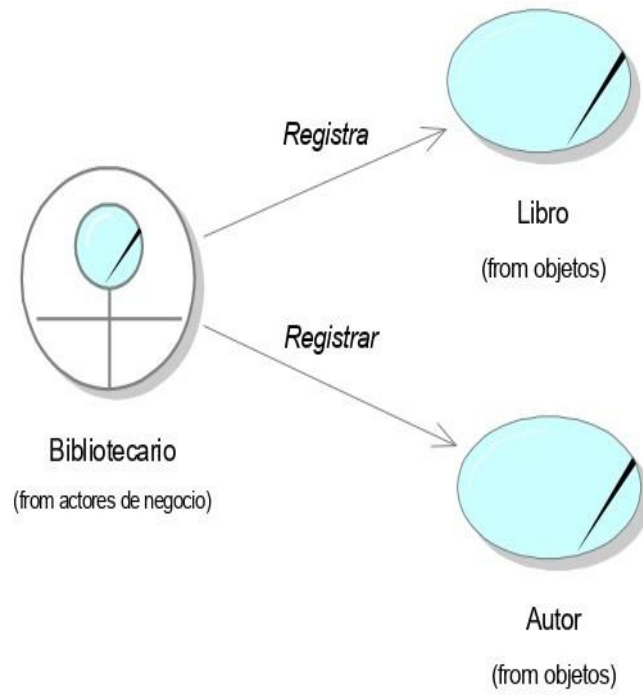 Registra
Libro
(from objetos)
Registrar
Bibliotecario
(from actores de negocio)
Autor
(from objetos)